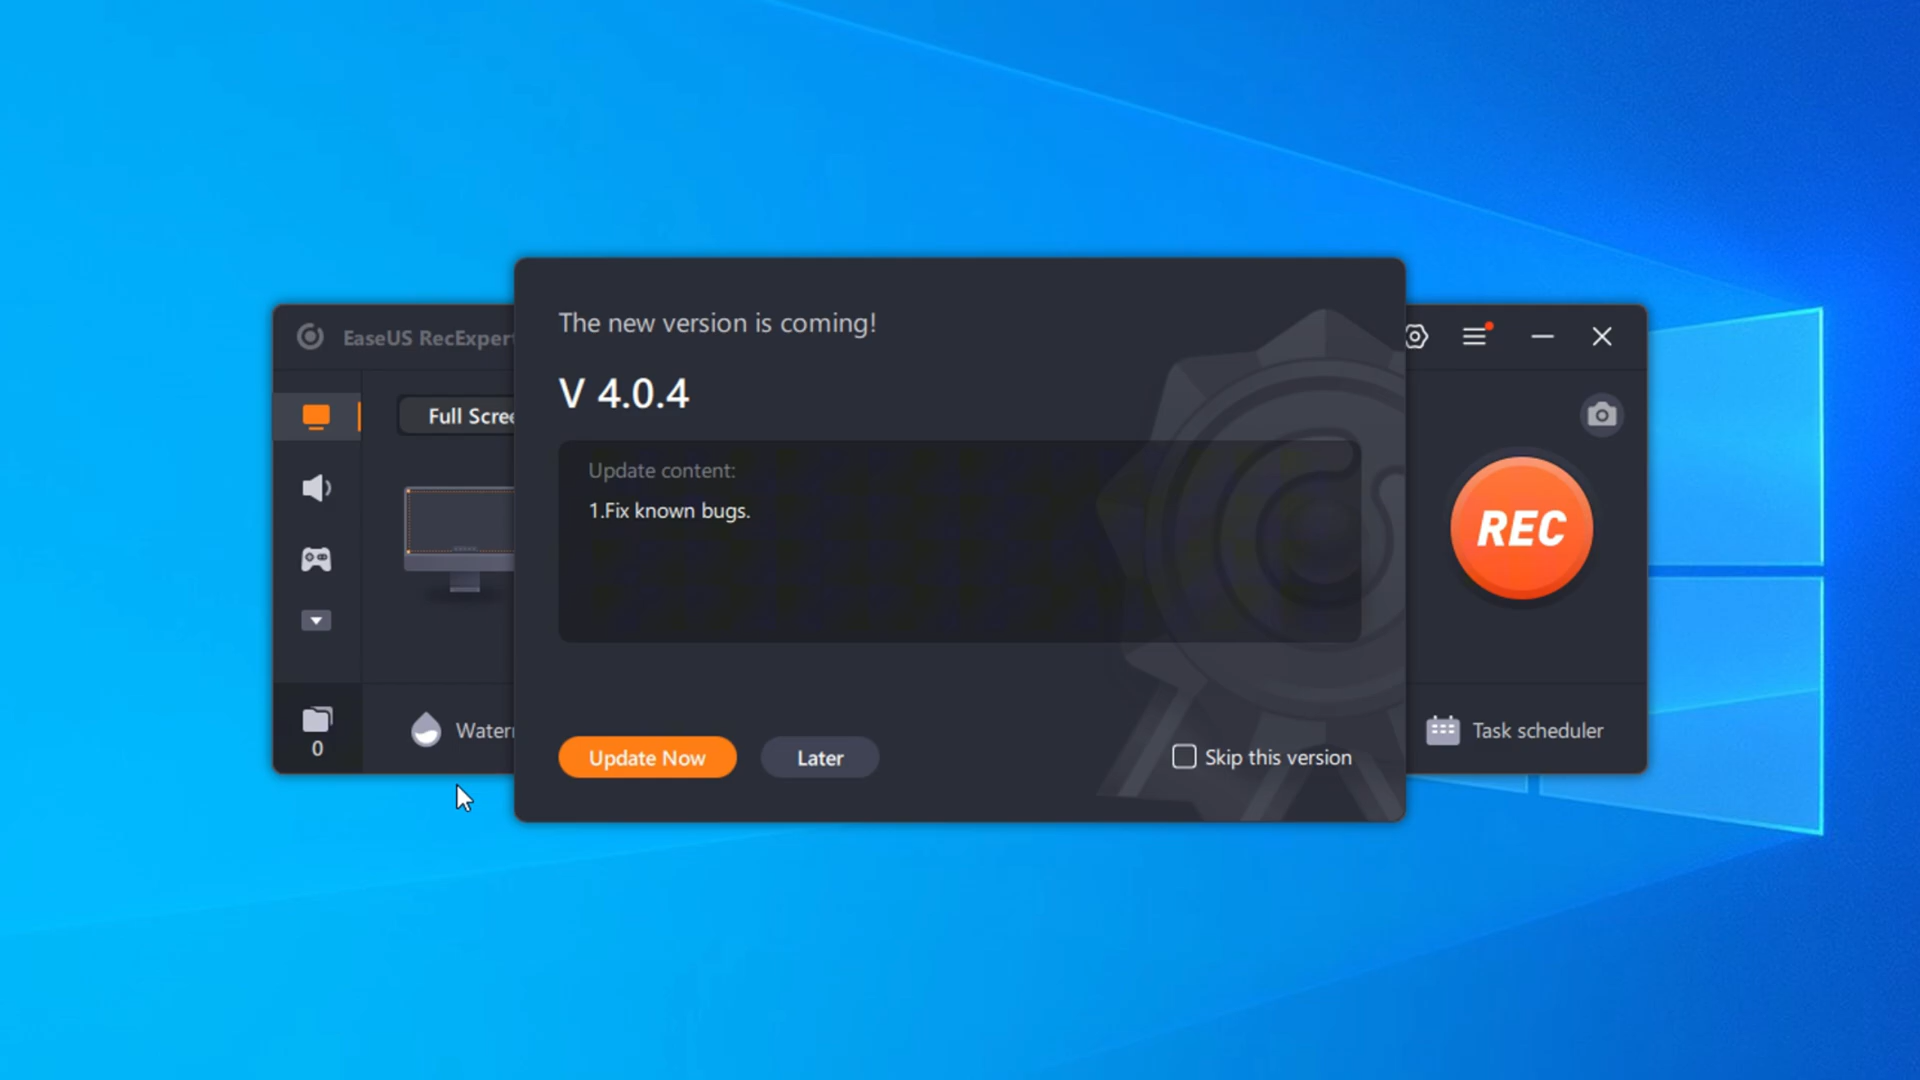 EaseUS RecExpert
Full Scree
The new version is coming!
V 4.0.4
Update content:
1.Fix known bugs.
REC
0
Water
Update Now
Later
Skip this version
Task scheduler